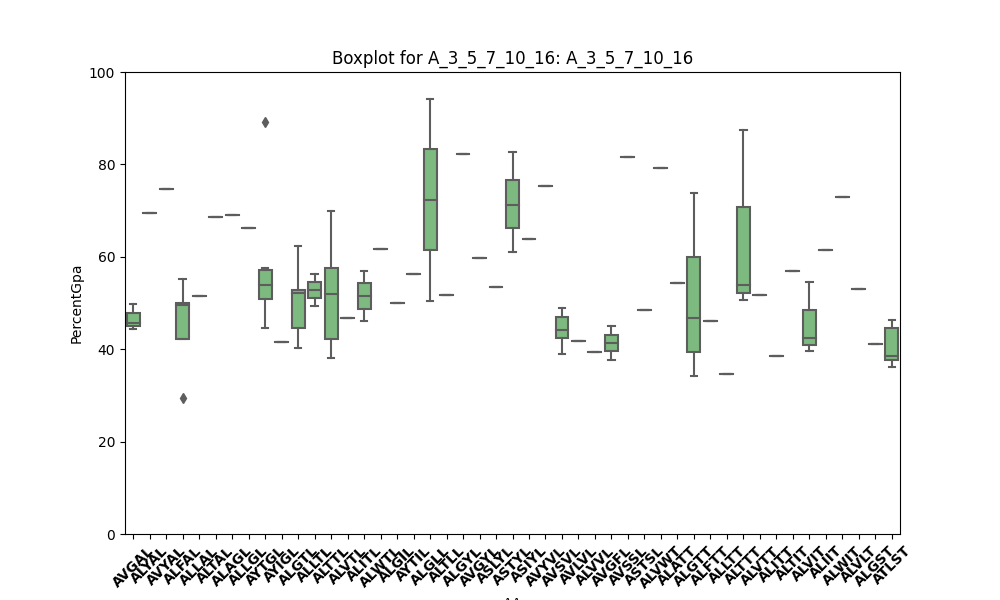 Boxplot for A_3_5_7_10_16: A_3_5_7_10_16
PercentGpa
100
80
60
40
20
0
AVGAL
ALYAL
AVYAL
ALFAL
ALLAL
ALTAL
ALAGL
ALLGL
AYTGL
AYIGL
ALGTL
ALLTL
ALTTL
ALVTL
ALITL
ALWTL
ALGIL
AYTIL
ALGLL
ALTLL
ALGYL
AVGYL
ASLYL
ASTYL
ASIYL
AVYVL
AVSVL
AVLVL
ALVVL
AVGFL
AVSSL
ASTSL
ALVWT
ALATT
ALGTT
ALFTT
ALLTT
ALTTT
ALVTT
ALITT
ALTIT
ALVIT
ALIIT
ALWIT
ALVLT
ALGST
ATLST